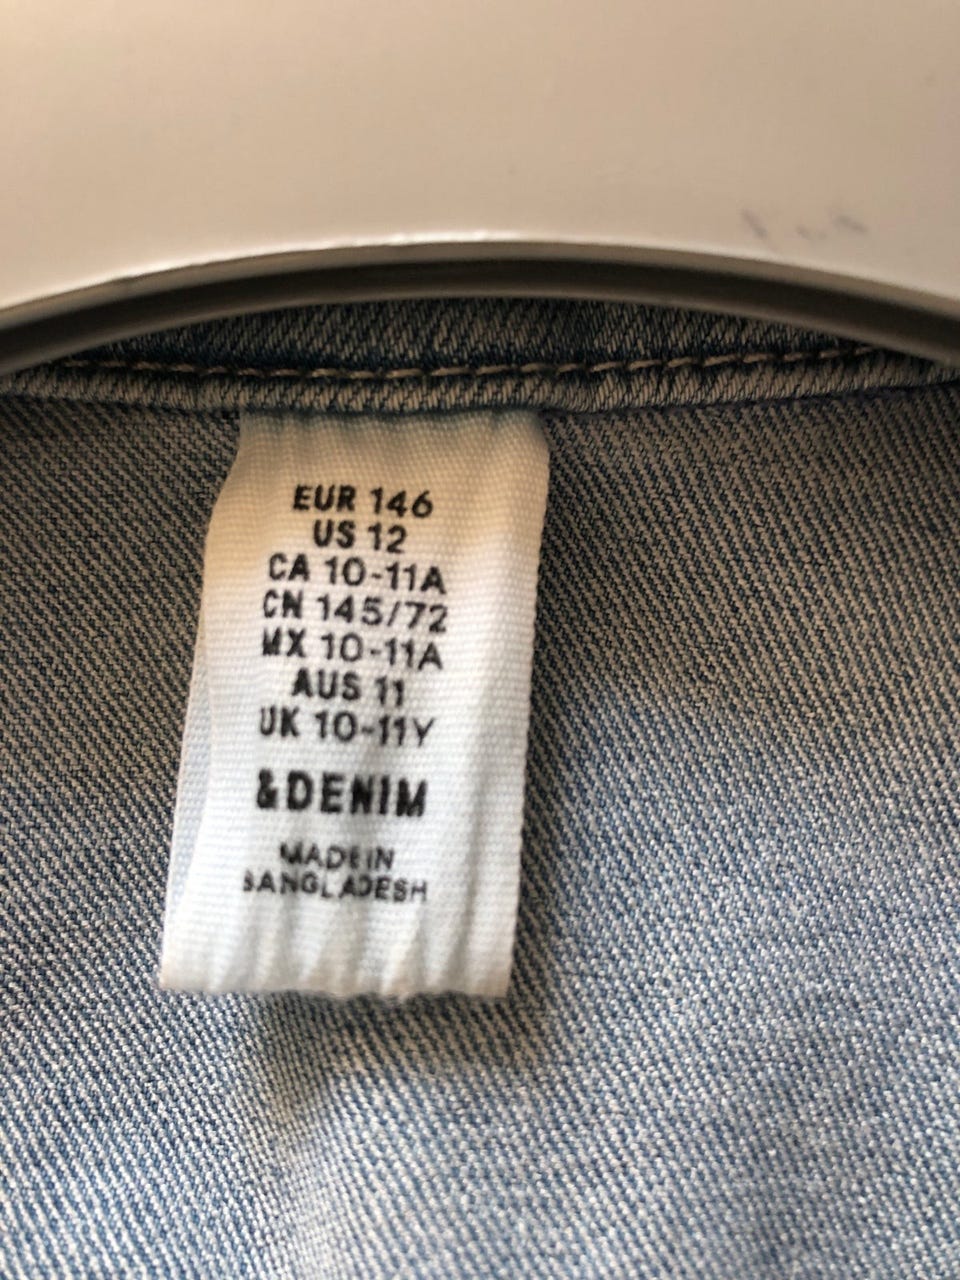 EUR 146
US 12
CA 10-11A
CN 145/72
MX 10-11A
AUS 11
UK 10-11Y
&DENIM
MADE IN
BANGLADESH